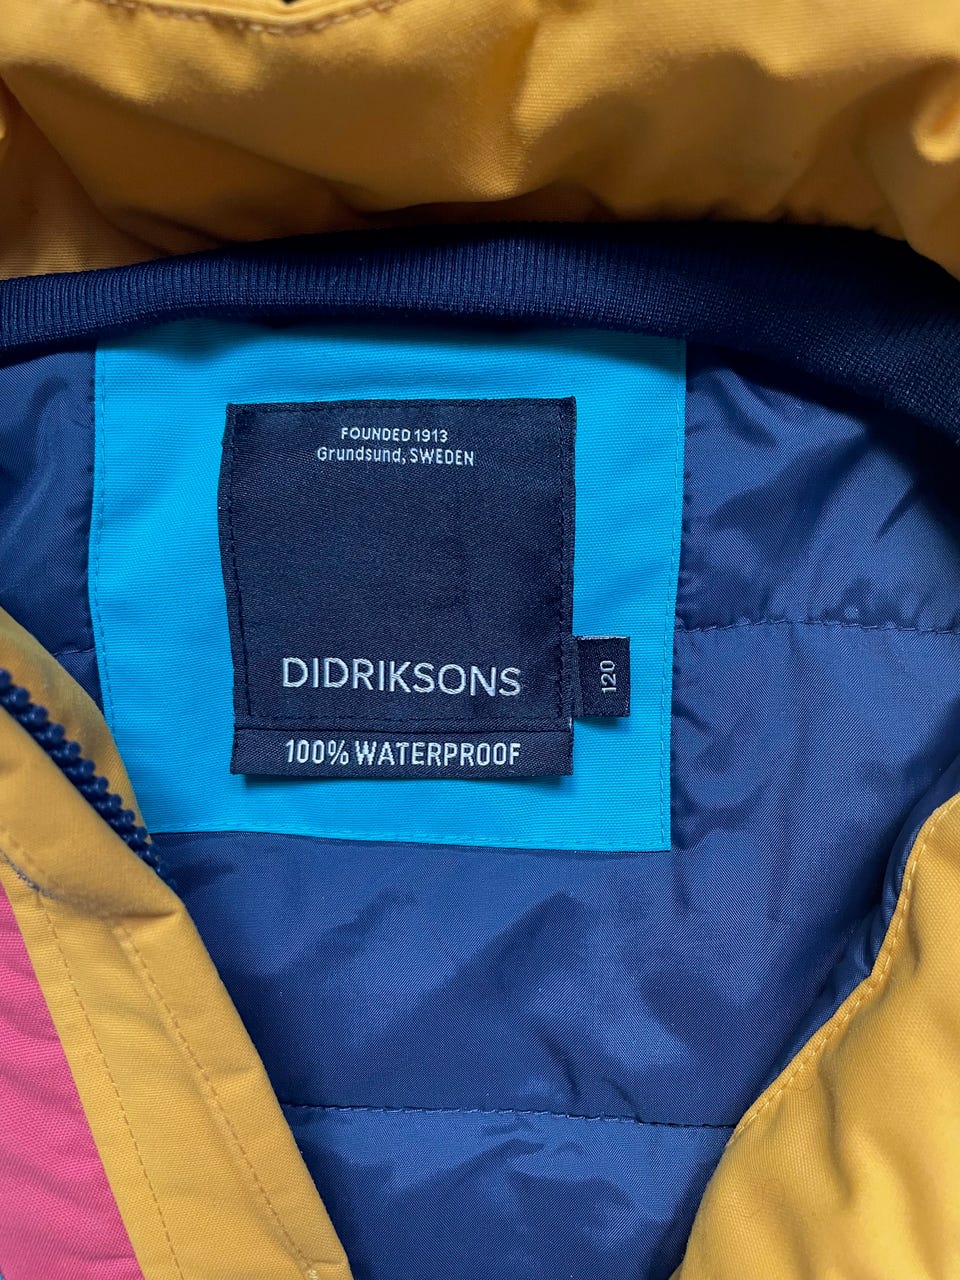 FOUNDED 1913
Grundsund, SWEDEN
DIDRIKSONS
120
100% WATERPROOF